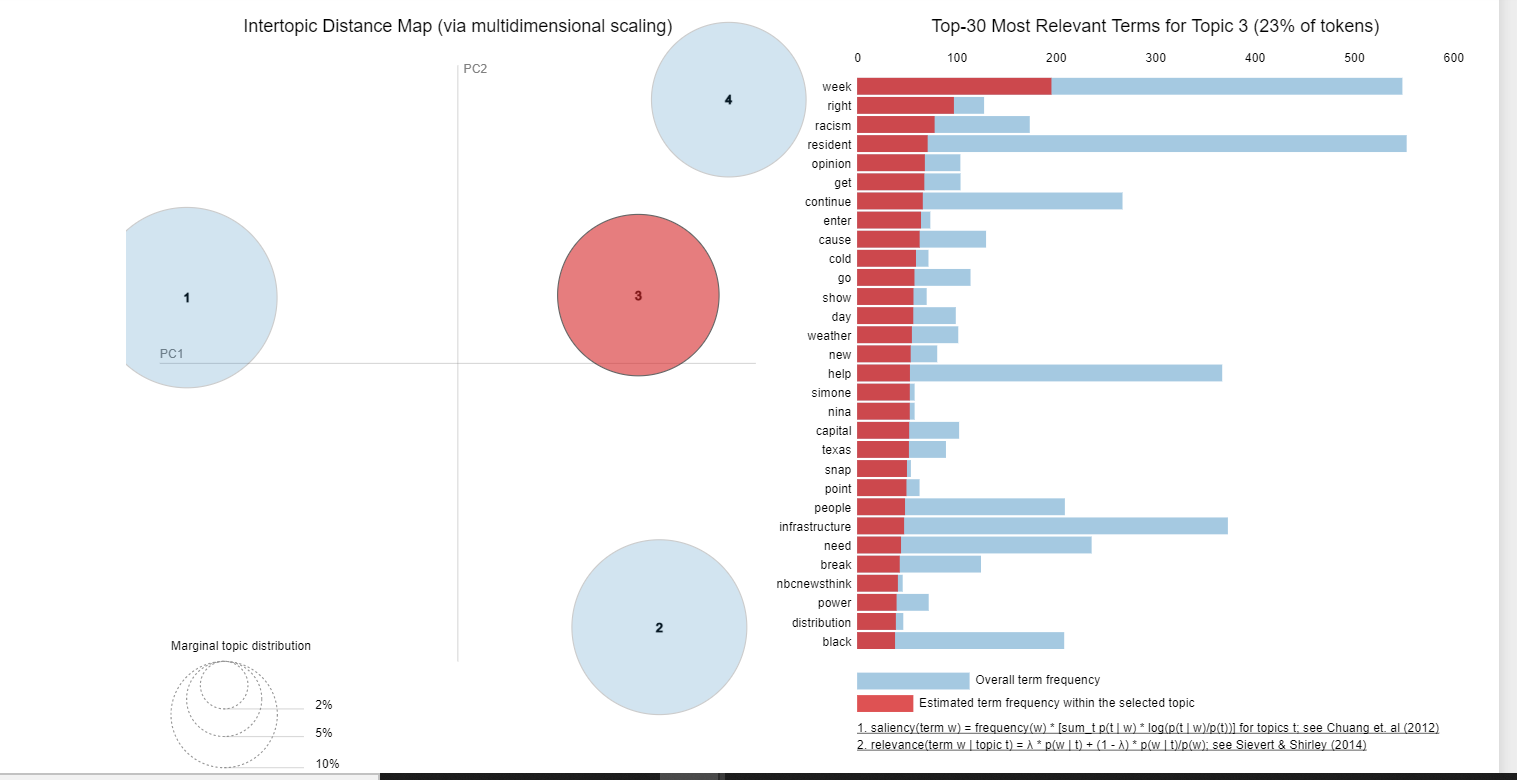 Intertopic Distance Map (via multidimensional scaling)
PC2
4
1
3
PC1
2
Marginal topic distribution
2%
5%
10%
Top-30 Most Relevant Terms for Topic 3 (23% of tokens)
0 100 200 300 400 500 600
week
right
racism
resident
opinion
get
continue
enter
cause
cold
go
show
day
weather
new
help
simone
nina
capital
texas
snap
point
people
infrastructure
need
break
nbcnewsthink
power
distribution
black
Overall term frequency
Estimated term frequency within the selected topic
1. saliency(term w) = frequency(w) * [sum_t p(t | w) * log(p(t | w)/p(t))] for topics t; see Chuang et. al (2012)
2. relevance(term w | topic t) = λ * p(w | t) + (1 - λ) * p(w | t)/p(w); see Sievert & Shirley (2014)